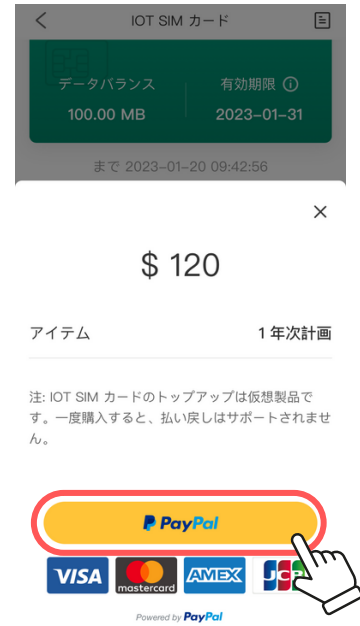 IOT SIM カード
データバランス
有効期限
100.00 MB
2023-01-31
まで 2023-01-20 09:42:56
$ 120
アイテム
1 年次計画
注: IOT SIM カードのトップアップは仮想製品で
す。一度購入すると、払い戻しはサポートされませ
ん。
PayPal
VISA
mastercard
AMEX
JCB
Powered by PayPal